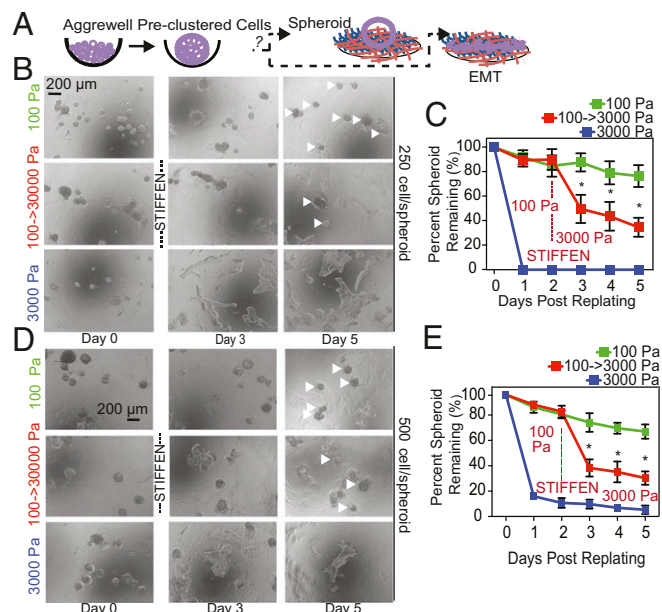 A Aggrewell Pre-clustered Cells Spheroid
?
EMT
B
200 µm
100 Pa
100->30000 Pa
3000 Pa
STIFFEN
250 cell/spheroid
Day 0 Day 3 Day 5
C
100 Pa
100->3000 Pa
3000 Pa
Percent Spheroid
Remaining (%)
100
80
60
40
20
0
* * *
100 Pa
3000 Pa
STIFFEN
0 1 2 3 4 5
Days Post Replating
D
200 µm
100 Pa
100->30000 Pa
3000 Pa
STIFFEN
500 cell/spheroid
Day 0 Day 3 Day 5
E
100 Pa
100->3000 Pa
3000 Pa
Percent Spheroid
Remaining (%)
100
80
60
40
20
0
* * *
100
Pa
STIFFEN
3000 Pa
0 1 2 3 4 5
Days Post Replating